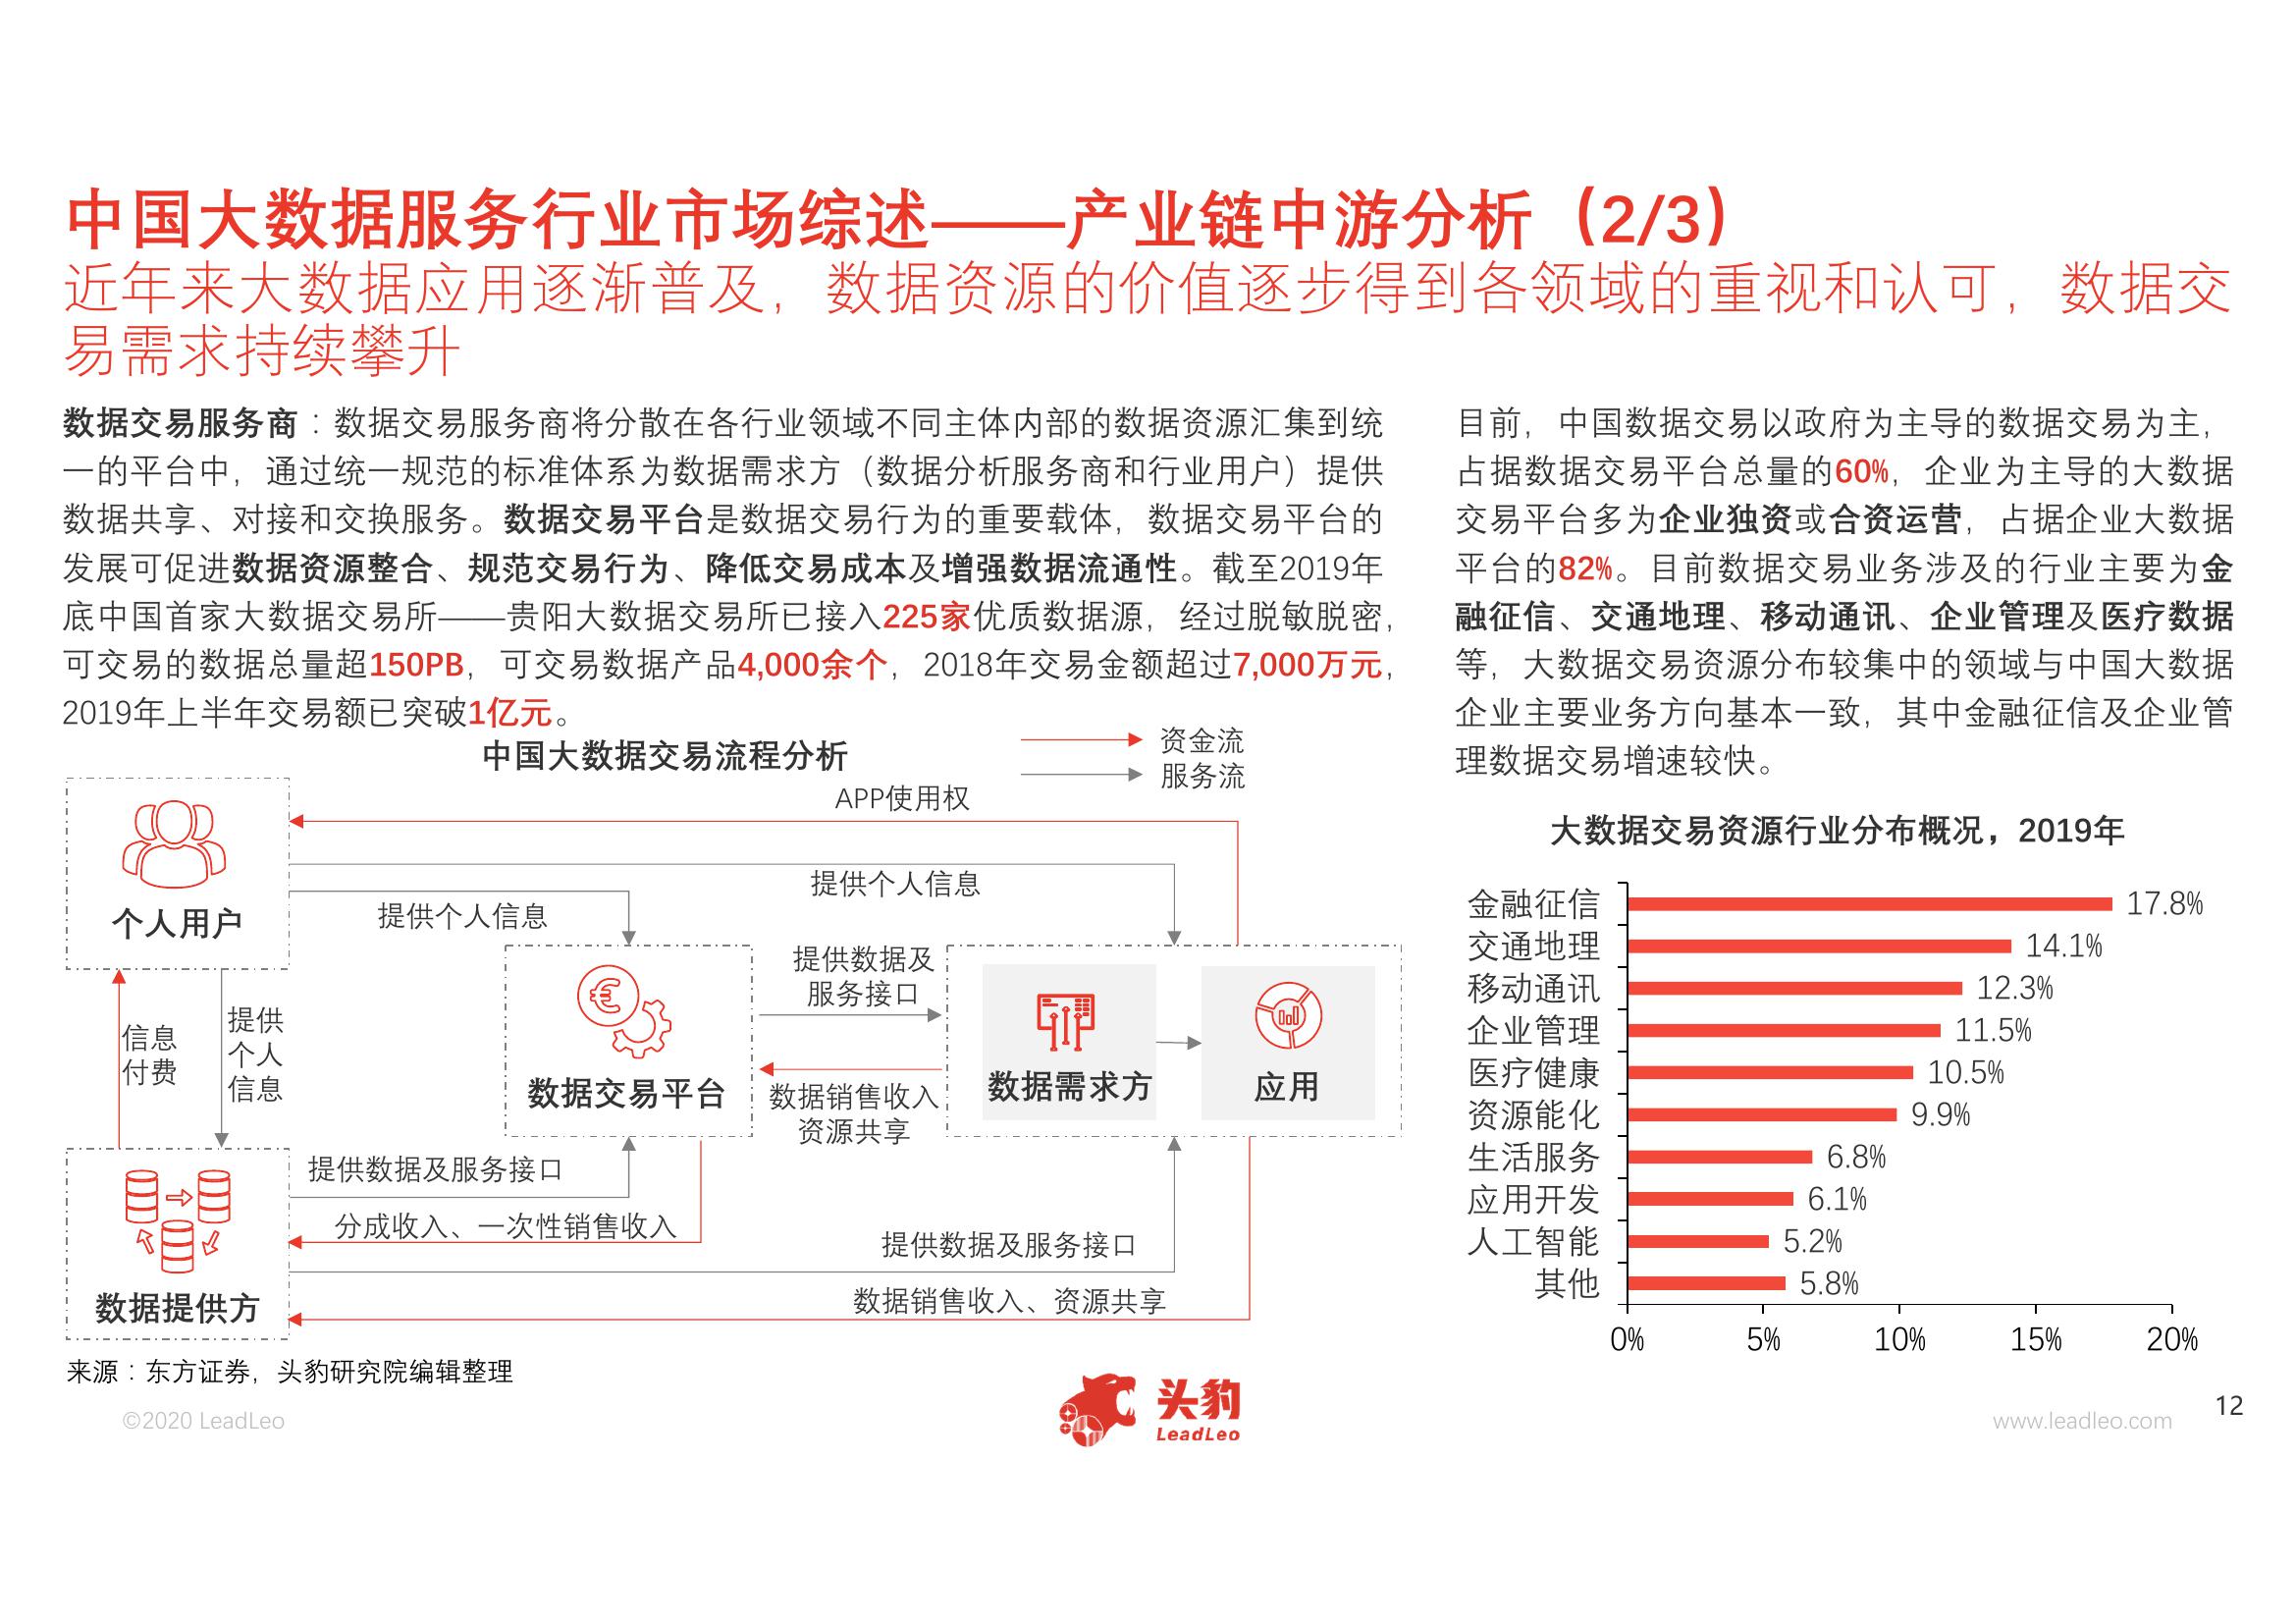 中国大数据服务行业市场综述——产业链中游分析（2/3）
近年来大数据应用逐渐普及，数据资源的价值逐步得到各领域的重视和认可，数据交
易需求持续攀升
数据交易服务商：数据交易服务商将分散在各行业领域不同主体内部的数据资源汇集到统
一的平台中，通过统一规范的标准体系为数据需求方（数据分析服务商和行业用户）提供
数据共享、对接和交换服务。数据交易平台是数据交易行为的重要载体，数据交易平台的
发展可促进数据资源整合、规范交易行为、降低交易成本及增强数据流通性。截至2019年
底中国首家大数据交易所——贵阳大数据交易所已接入225家优质数据源，经过脱敏脱密，
可交易的数据总量超150PB，可交易数据产品4,000余个，2018年交易金额超过7,000万元，
2019年上半年交易额已突破1亿元。
目前，中国数据交易以政府为主导的数据交易为主，
占据数据交易平台总量的60%，企业为主导的大数据
交易平台多为企业独资或合资运营，占据企业大数据
平台的82%。目前数据交易业务涉及的行业主要为金
融征信、交通地理、移动通讯、企业管理及医疗数据
等，大数据交易资源分布较集中的领域与中国大数据
企业主要业务方向基本一致，其中金融征信及企业管
理数据交易增速较快。
中国大数据交易流程分析
资金流
服务流
APP使用权
提供个人信息
提供个人信息
个人用户
提供数据及
服务接口
数据交易平台
数据销售收入
资源共享
数据需求方
应用
信息
付费
提供
个人
信息
提供数据及服务接口
分成收入、一次性销售收入
提供数据及服务接口
数据销售收入、资源共享
数据提供方
大数据交易资源行业分布概况，2019年
金融征信 17.8%
交通地理 14.1%
移动通讯 12.3%
企业管理 11.5%
医疗健康 10.5%
资源能化 9.9%
生活服务 6.8%
应用开发 6.1%
人工智能 5.2%
其他 5.8%
0% 5% 10% 15% 20%
来源：东方证券，头豹研究院编辑整理
©2020 LeadLeo
头豹
LeadLeo
www.leadleo.com
12